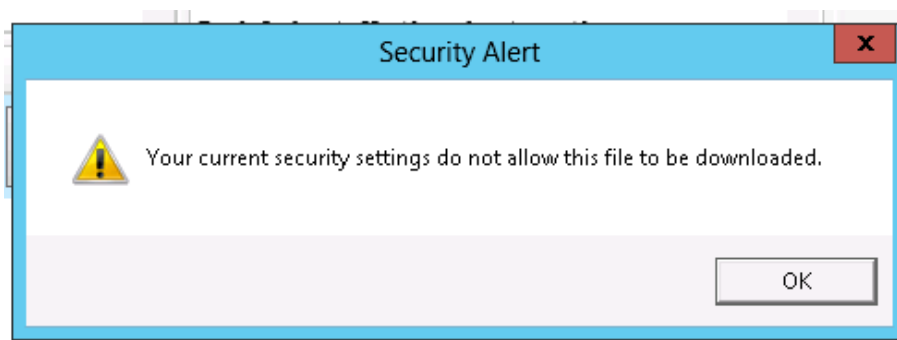 Security Alert
x
Your current security settings do not allow this file to be downloaded.
OK